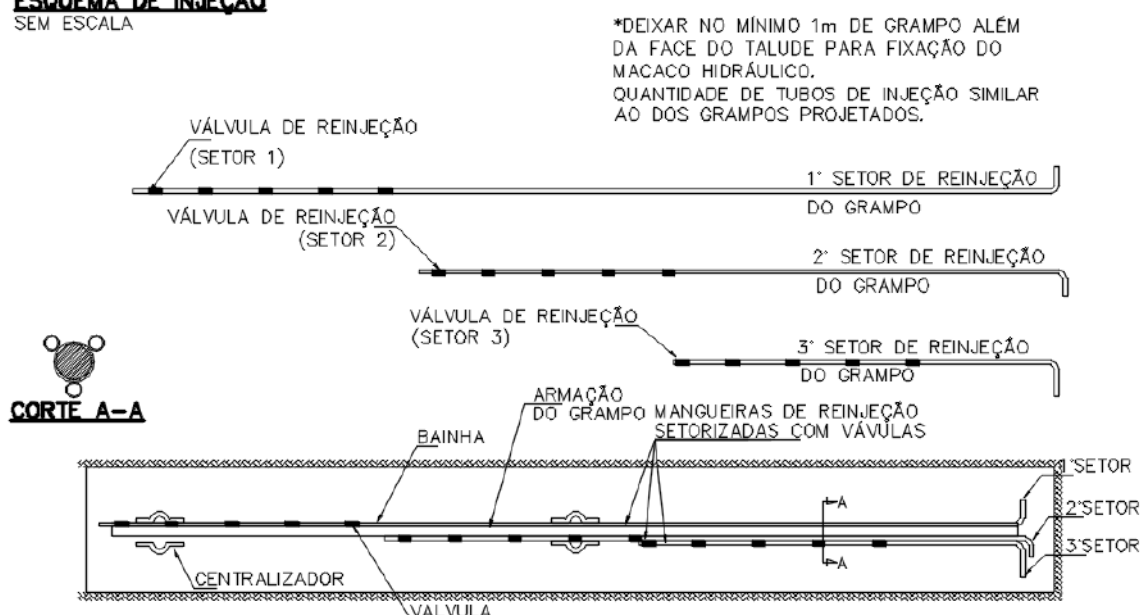 ESQUEMA DE INJEÇÃO
SEM ESCALA
*DEIXAR NO MÍNIMO 1m DE GRAMPO ALÉM
DA FACE DO TALUDE PARA FIXAÇÃO DO
MACACO HIDRÁULICO.
QUANTIDADE DE TUBOS DE INJEÇÃO SIMILAR
AO DOS GRAMPOS PROJETADOS.
VÁLVULA DE REINJEÇÃO
(SETOR 1)
1° SETOR DE REINJEÇÃO
DO GRAMPO
VÁLVULA DE REINJEÇÃO
(SETOR 2)
2° SETOR DE REINJEÇÃO
DO GRAMPO
VÁLVULA DE REINJEÇÃO
(SETOR 3)
3° SETOR DE REINJEÇÃO
DO GRAMPO
CORTE A-A
ARMAÇÃO
DO GRAMPO
MANGUEIRAS DE REINJEÇÃO
SETORIZADAS COM VÁVULAS
BAINHA
A
1°SETOR
2°SETOR
3°SETOR
A
CENTRALIZADOR
VALVULA